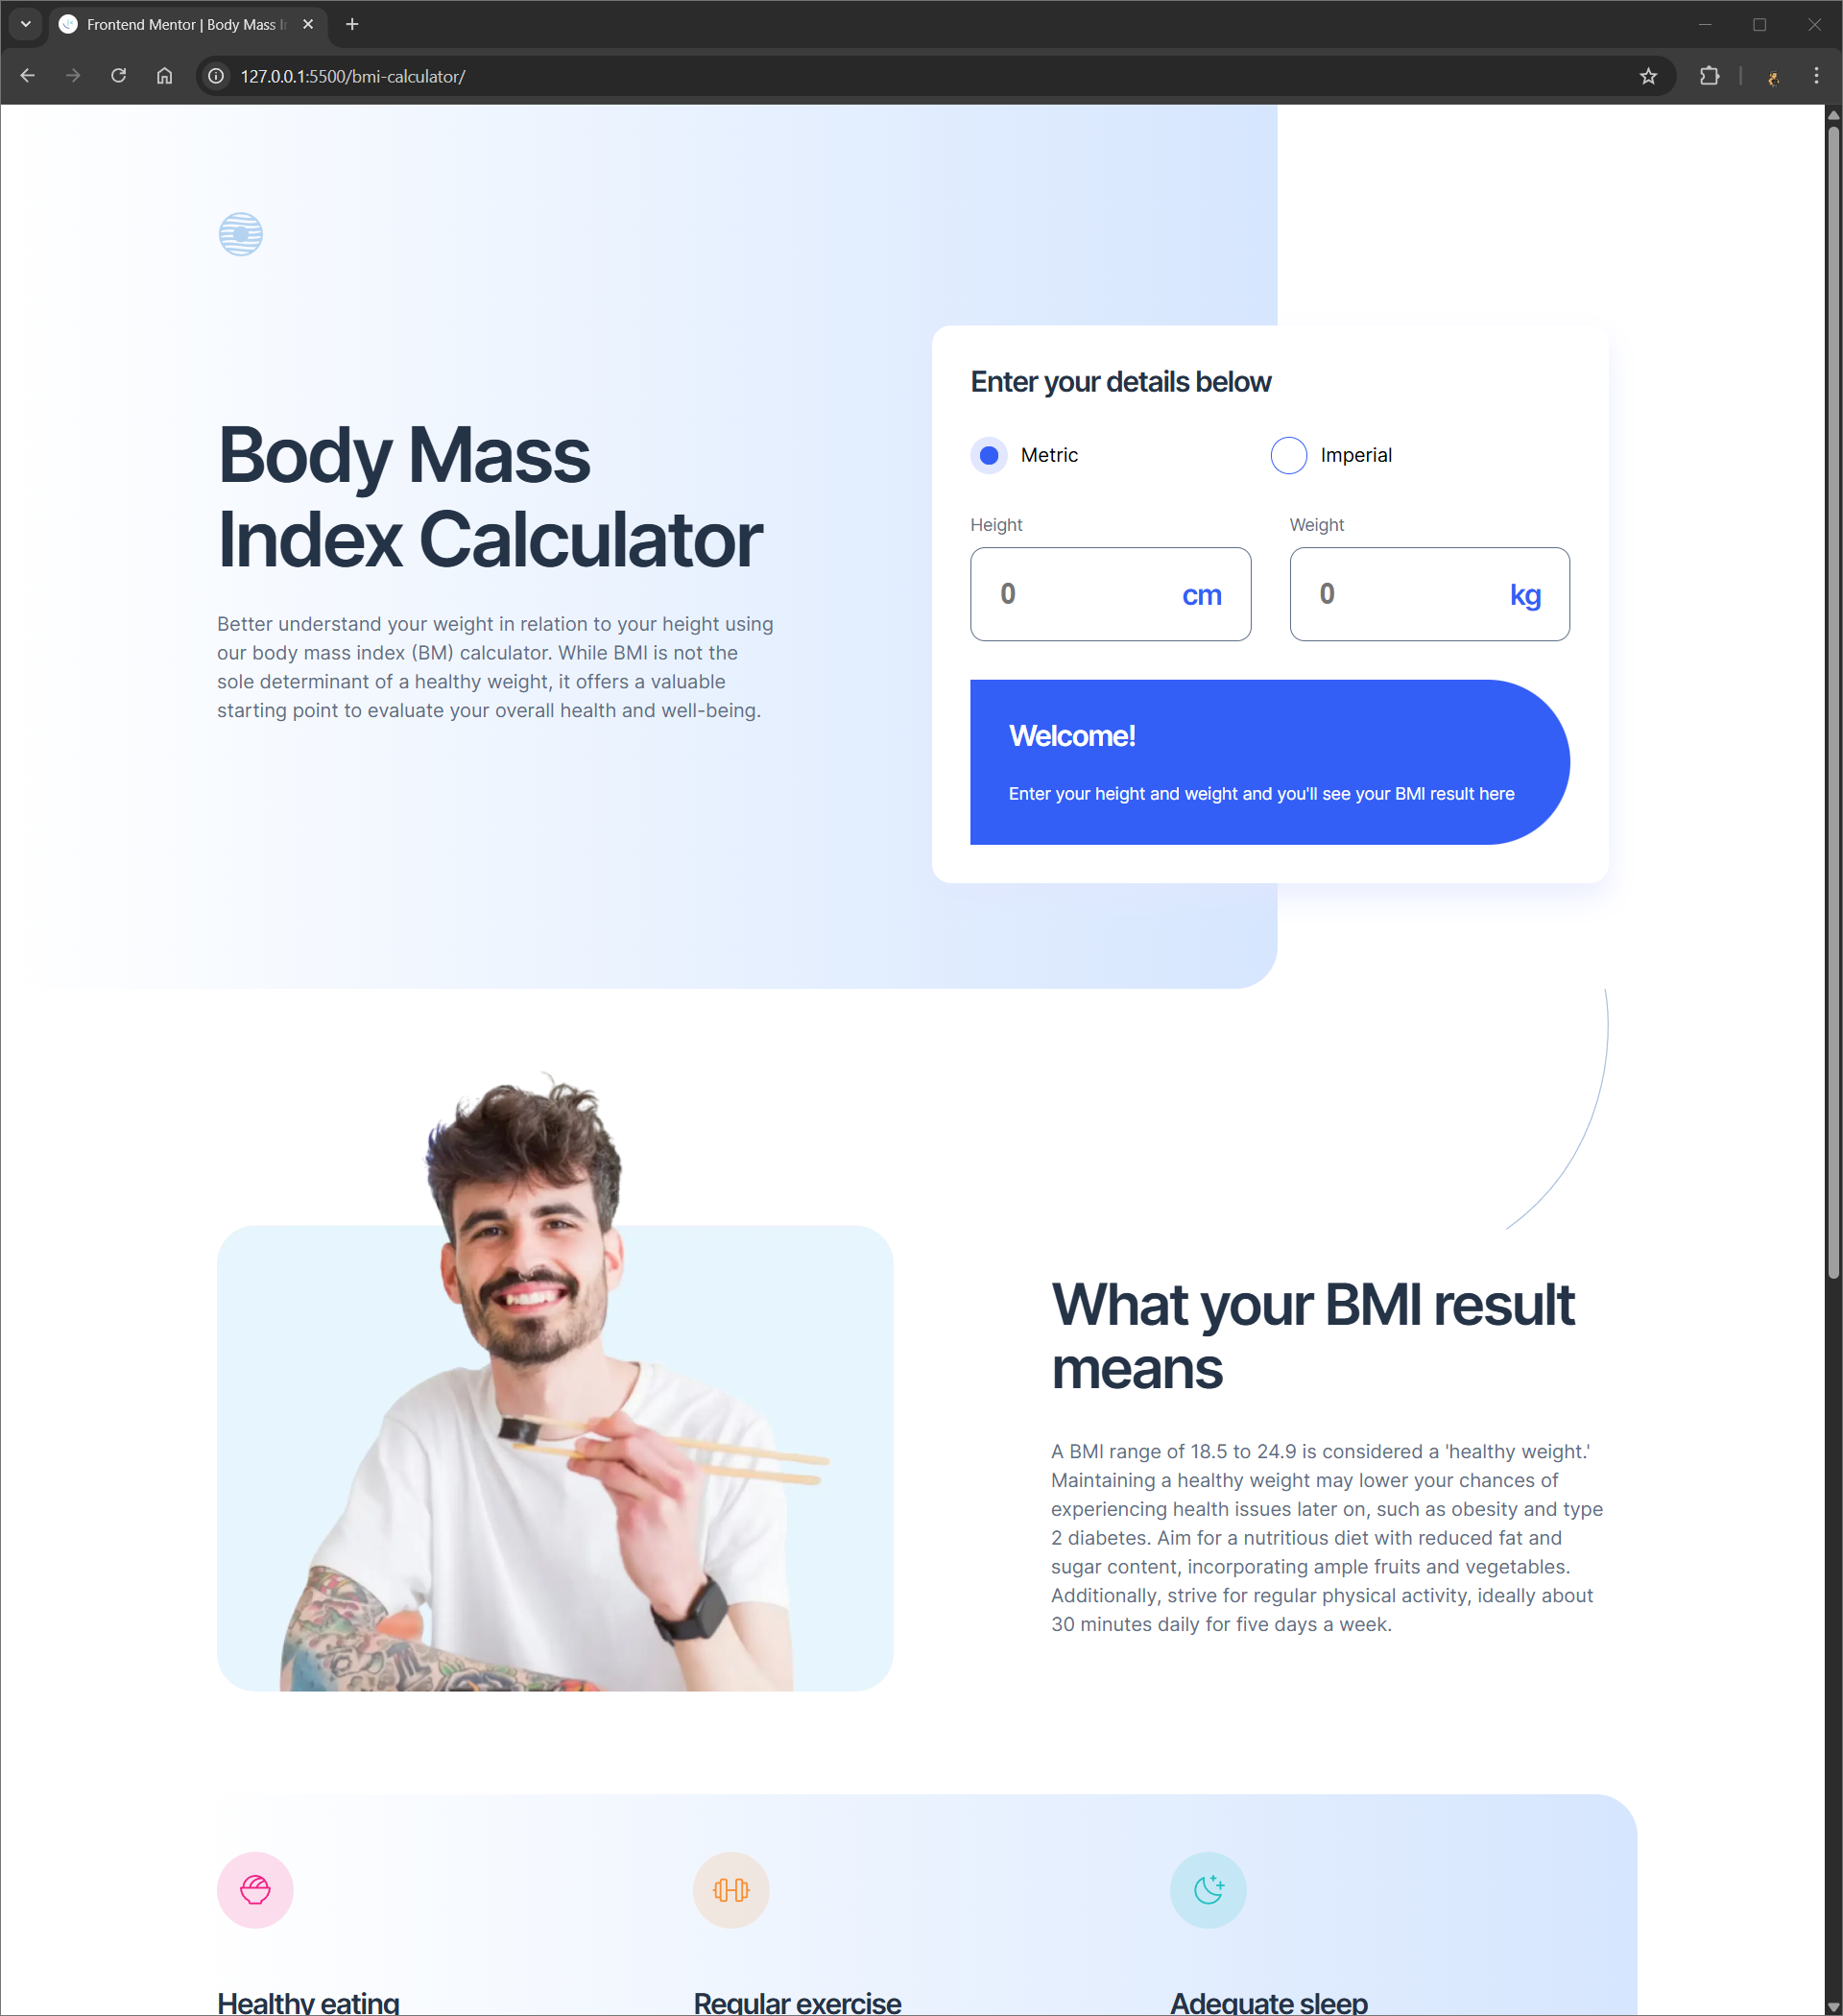 Frontend Mentor | Body Mass I
127.0.0.1:5500/bmi-calculator/
Body Mass
Index Calculator
Better understand your weight in relation to your height using
our body mass index (BM) calculator. While BMI is not the
sole determinant of a healthy weight, it offers a valuable
starting point to evaluate your overall health and well-being.
Enter your details below
Metric
Imperial
Height
Weight
0
cm
0
kg
Welcome!
Enter your height and weight and you'll see your BMI result here
What your BMI result
means
A BMI range of 18.5 to 24.9 is considered a 'healthy weight.'
Maintaining a healthy weight may lower your chances of
experiencing health issues later on, such as obesity and type
2 diabetes. Aim for a nutritious diet with reduced fat and
sugar content, incorporating ample fruits and vegetables.
Additionally, strive for regular physical activity, ideally about
30 minutes daily for five days a week.
Healthy eating
Regular exercise
Adequate sleep